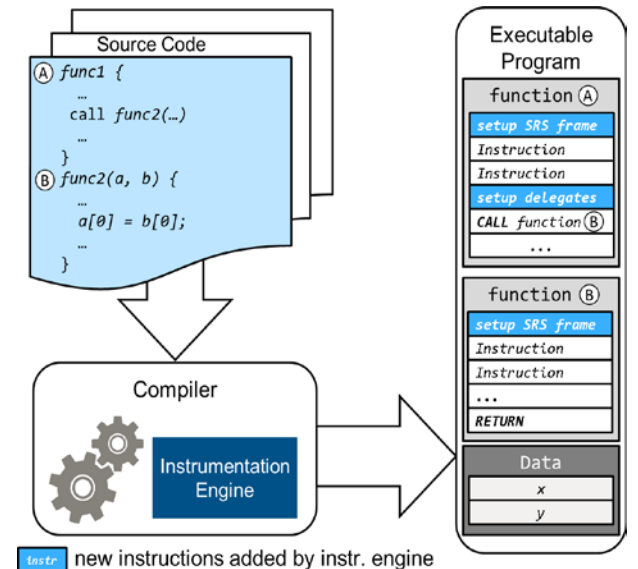 Source Code
A func1 {
…
call func2(…)
…
}
B func2(a, b) {
…
a[0] = b[0];
…
}
Compiler
Instrumentation
Engine
Executable
Program
function A
setup SRS frame
Instruction
Instruction
setup delegates
CALL function B
...
function B
setup SRS frame
Instruction
Instruction
...
RETURN
Data
x
y
instr new instructions added by instr. engine